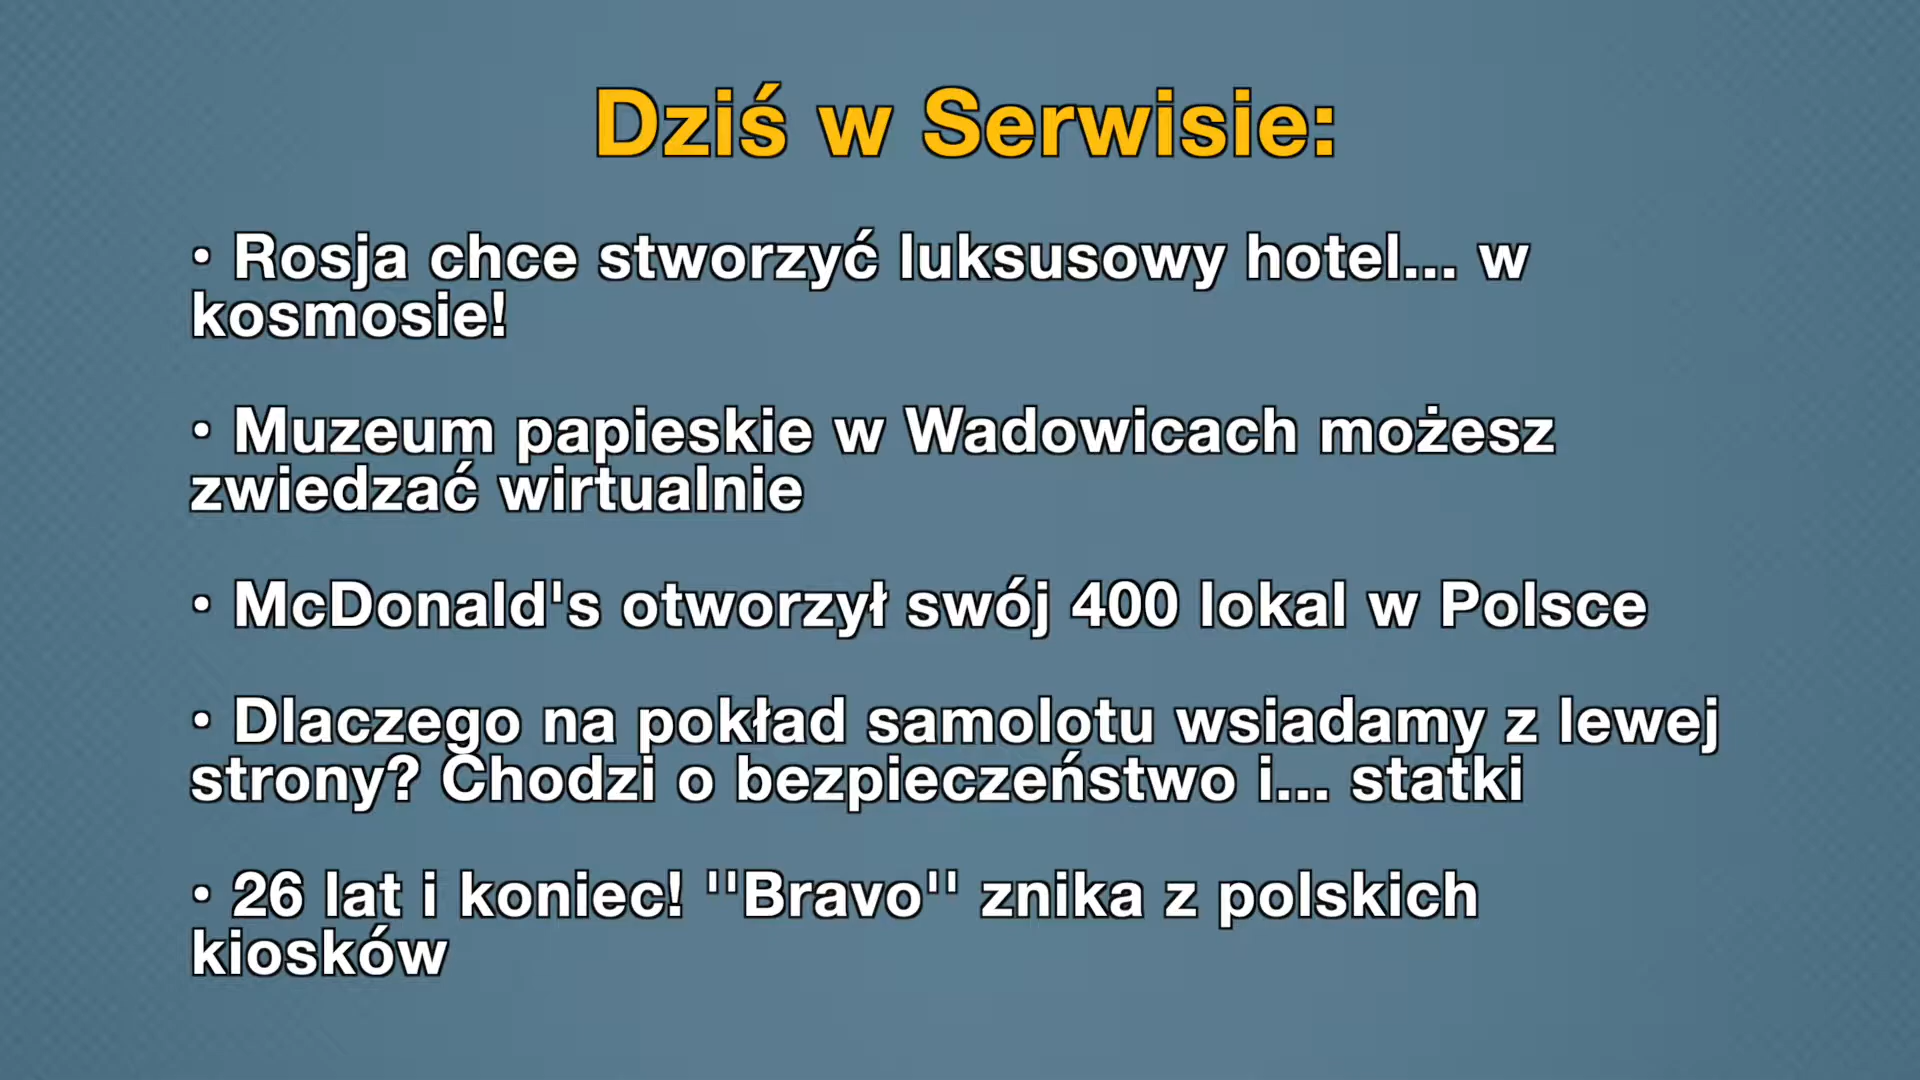 Dziś w Serwisie:
• Rosja chce stworzyć luksusowy hotel... w
kosmosie!
• Muzeum papieskie w Wadowicach możesz
zwiedzać wirtualnie
• McDonald's otworzył swój 400 lokal w Polsce
• Dlaczego na pokład samolotu wsiadamy z lewej
strony? Chodzi o bezpieczeństwo i... statki
• 26 lat i koniec! ''Bravo'' znika z polskich
kiosków